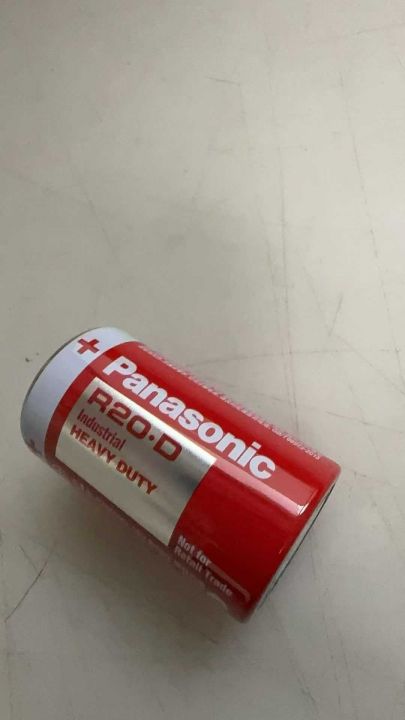 +
Panasonic
R20·D
Industrial
HEAVY DUTY
Not for
Retail Trade